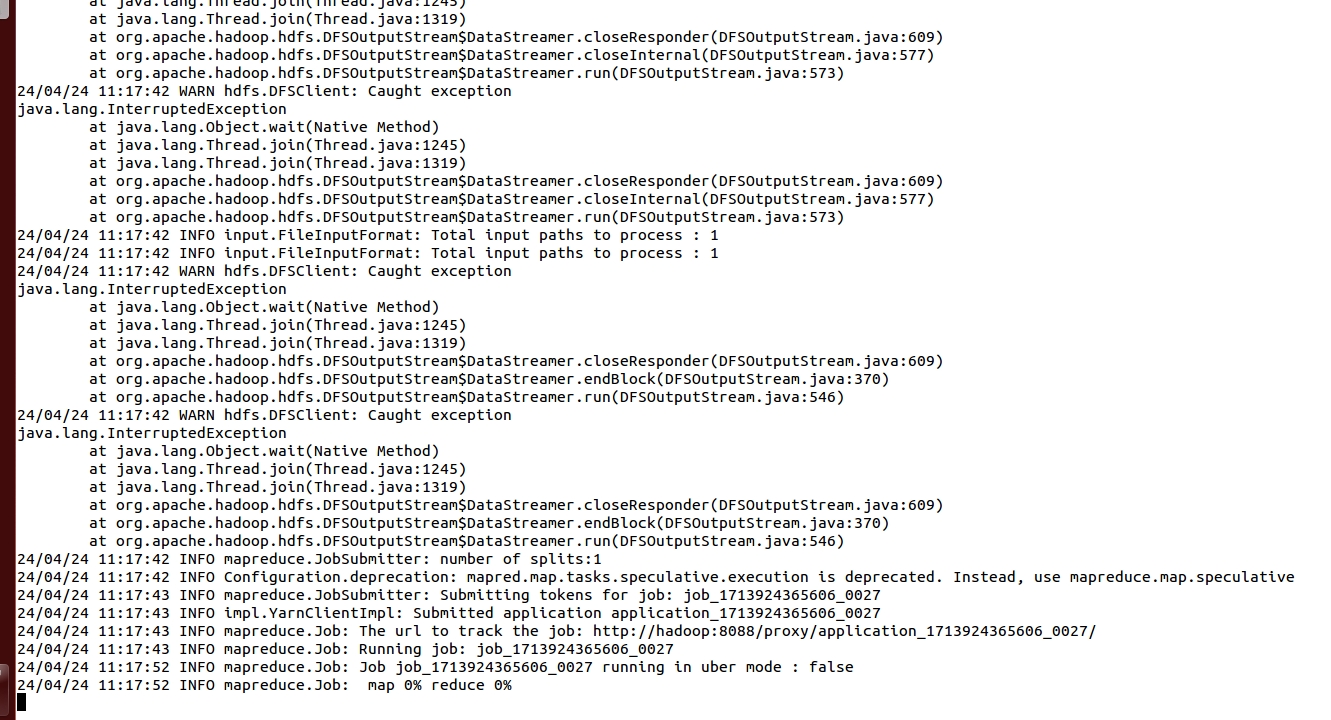 at java.lang.Thread.join(Thread.java:1245)
at java.lang.Thread.join(Thread.java:1319)
at org.apache.hadoop.hdfs.DFSOutputStream$DataStreamer.closeResponder(DFSOutputStream.java:609)
at org.apache.hadoop.hdfs.DFSOutputStream$DataStreamer.closeInternal(DFSOutputStream.java:577)
at org.apache.hadoop.hdfs.DFSOutputStream$DataStreamer.run(DFSOutputStream.java:573)
24/04/24 11:17:42 WARN hdfs.DFSClient: Caught exception
java.lang.InterruptedException
at java.lang.Object.wait(Native Method)
at java.lang.Thread.join(Thread.java:1245)
at java.lang.Thread.join(Thread.java:1319)
at org.apache.hadoop.hdfs.DFSOutputStream$DataStreamer.closeResponder(DFSOutputStream.java:609)
at org.apache.hadoop.hdfs.DFSOutputStream$DataStreamer.closeInternal(DFSOutputStream.java:577)
at org.apache.hadoop.hdfs.DFSOutputStream$DataStreamer.run(DFSOutputStream.java:573)
24/04/24 11:17:42 INFO input.FileInputFormat: Total input paths to process : 1
24/04/24 11:17:42 INFO input.FileInputFormat: Total input paths to process : 1
24/04/24 11:17:42 WARN hdfs.DFSClient: Caught exception
java.lang.InterruptedException
at java.lang.Object.wait(Native Method)
at java.lang.Thread.join(Thread.java:1245)
at java.lang.Thread.join(Thread.java:1319)
at org.apache.hadoop.hdfs.DFSOutputStream$DataStreamer.closeResponder(DFSOutputStream.java:609)
at org.apache.hadoop.hdfs.DFSOutputStream$DataStreamer.endBlock(DFSOutputStream.java:370)
at org.apache.hadoop.hdfs.DFSOutputStream$DataStreamer.run(DFSOutputStream.java:546)
24/04/24 11:17:42 WARN hdfs.DFSClient: Caught exception
java.lang.InterruptedException
at java.lang.Object.wait(Native Method)
at java.lang.Thread.join(Thread.java:1245)
at java.lang.Thread.join(Thread.java:1319)
at org.apache.hadoop.hdfs.DFSOutputStream$DataStreamer.closeResponder(DFSOutputStream.java:609)
at org.apache.hadoop.hdfs.DFSOutputStream$DataStreamer.endBlock(DFSOutputStream.java:370)
at org.apache.hadoop.hdfs.DFSOutputStream$DataStreamer.run(DFSOutputStream.java:546)
24/04/24 11:17:42 INFO mapreduce.JobSubmitter: number of splits:1
24/04/24 11:17:42 INFO Configuration.deprecation: mapred.map.tasks.speculative.execution is deprecated. Instead, use mapreduce.map.speculative
24/04/24 11:17:43 INFO mapreduce.JobSubmitter: Submitting tokens for job: job_1713924365606_0027
24/04/24 11:17:43 INFO impl.YarnClientImpl: Submitted application application_1713924365606_0027
24/04/24 11:17:43 INFO mapreduce.Job: The url to track the job: http://hadoop:8088/proxy/application_1713924365606_0027/
24/04/24 11:17:43 INFO mapreduce.Job: Running job: job_1713924365606_0027
24/04/24 11:17:52 INFO mapreduce.Job: Job job_1713924365606_0027 running in uber mode : false
24/04/24 11:17:52 INFO mapreduce.Job:  map 0% reduce 0%